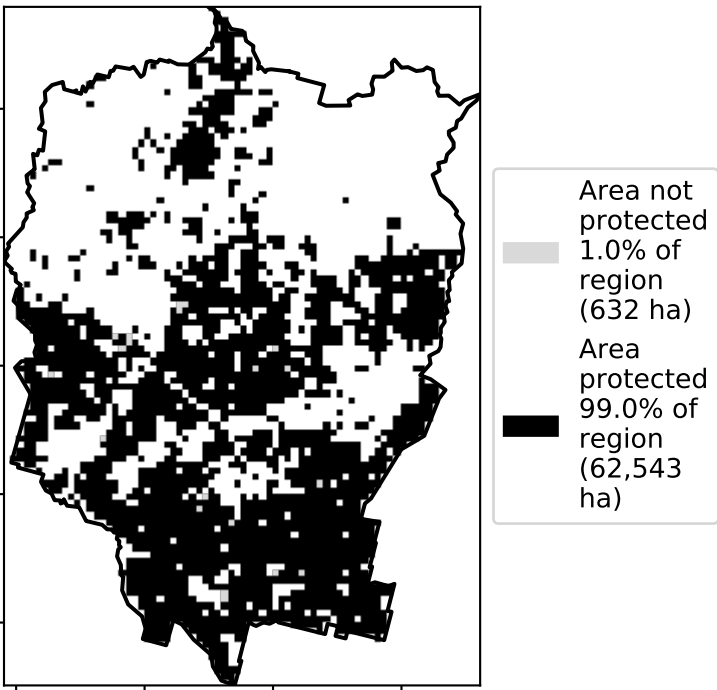 Area not
protected
1.0% of
region
(632 ha)
Area
protected
99.0% of
region
(62,543
ha)